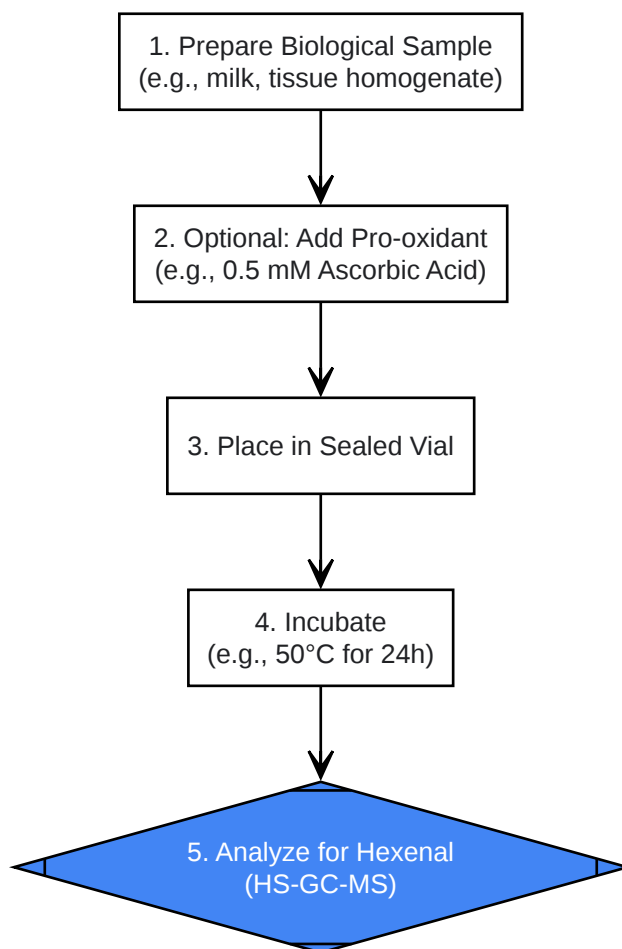 1. Prepare Biological Sample
(e.g., milk, tissue homogenate)
2. Optional: Add Pro-oxidant
(e.g., 0.5 mM Ascorbic Acid)
3. Place in Sealed Vial
4. Incubate
(e.g., 50°C for 24h)
5. Analyze for Hexenal
(HS-GC-MS)